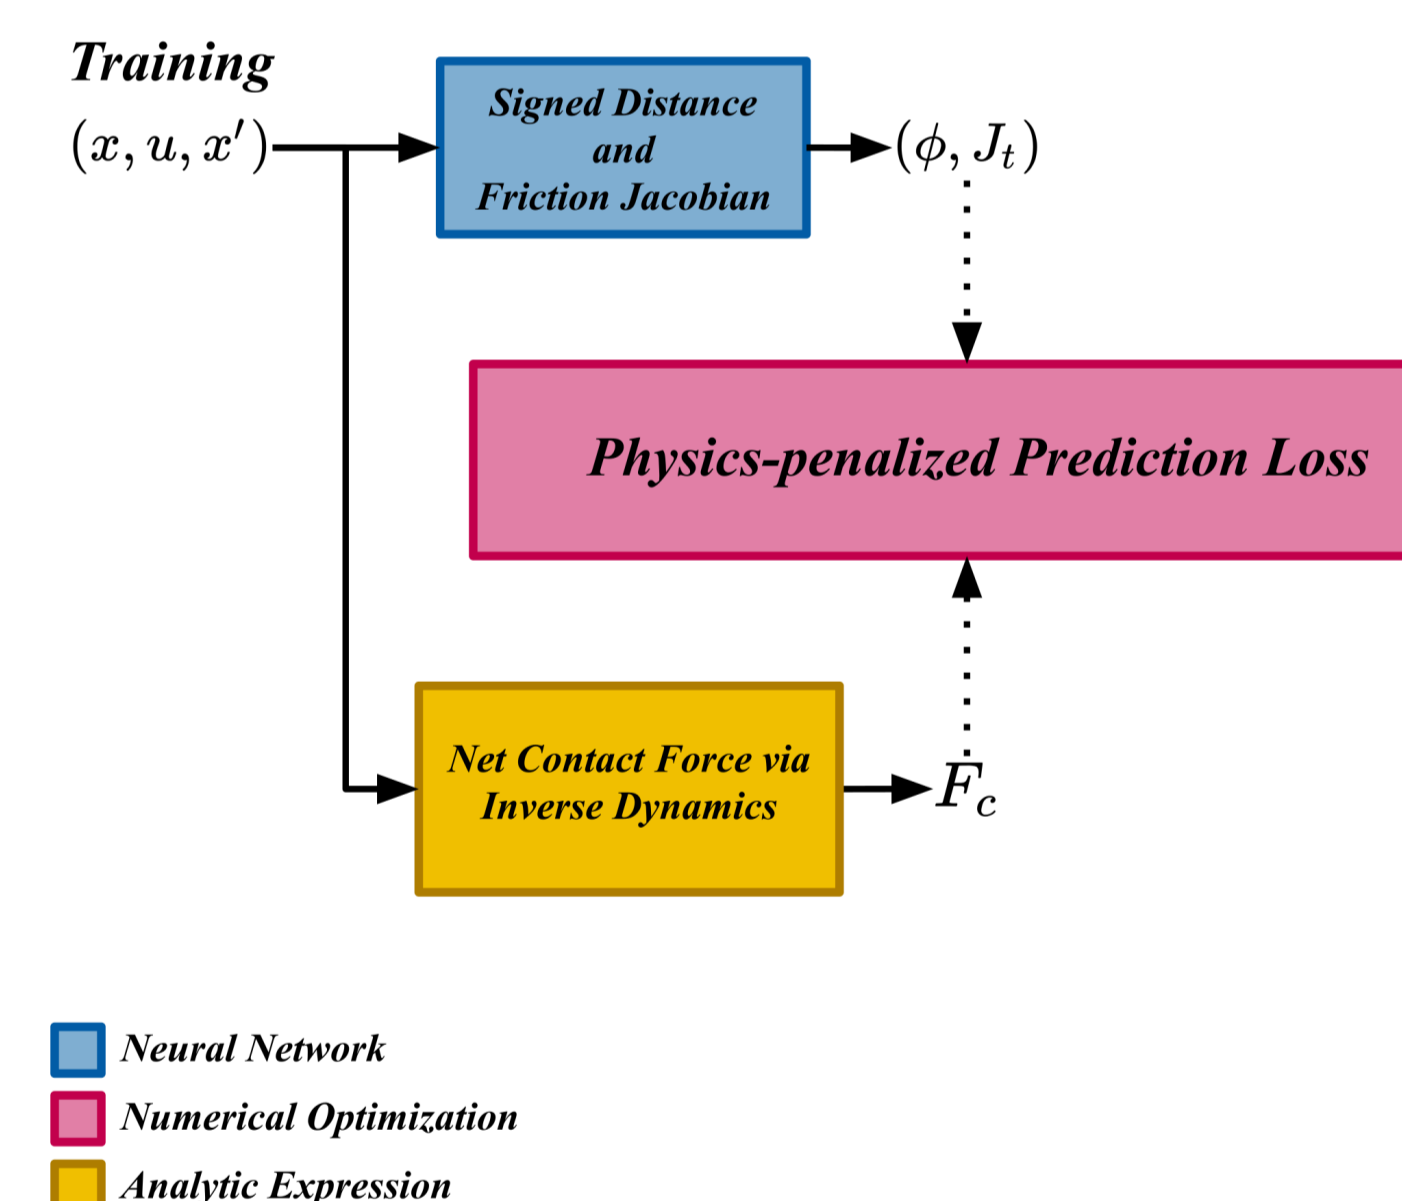 Training
(x, u, x′)
Signed Distance
and
Friction Jacobian
(ϕ, Jₜ)
Physics-penalized Prediction Loss
Net Contact Force via
Inverse Dynamics
F_c
Neural Network
Numerical Optimization
Analytic Expression